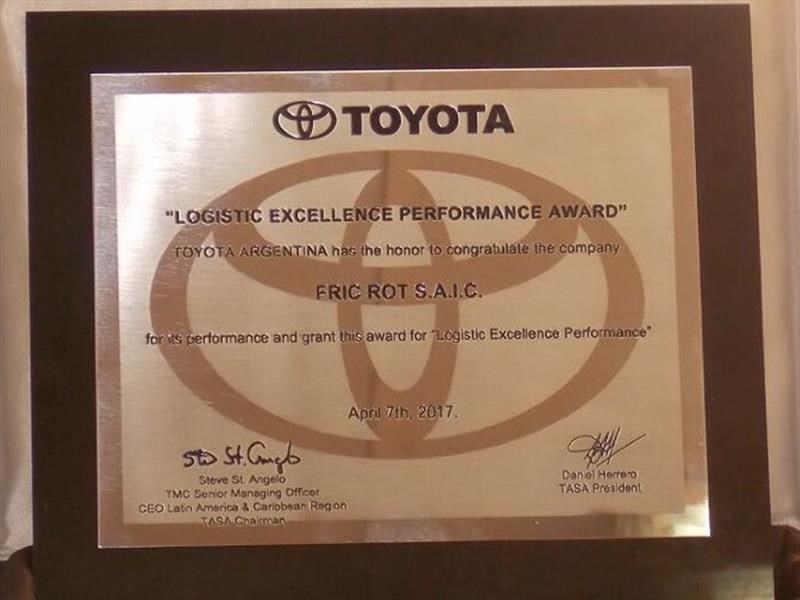 TOYOTA
"LOGISTIC EXCELLENCE PERFORMANCE AWARD"
TOYOTA ARGENTINA has the honor to congratulate the company
FRIC ROT S.A.I.C.
for its performance and grant this award for "Logistic Excellence Performance"
April 7th, 2017.
Steve St. Angelo
TMC Senior Managing Officer
CEO Latin America & Caribbean Region
TASA Chairman
Daniel Herrero
TASA President